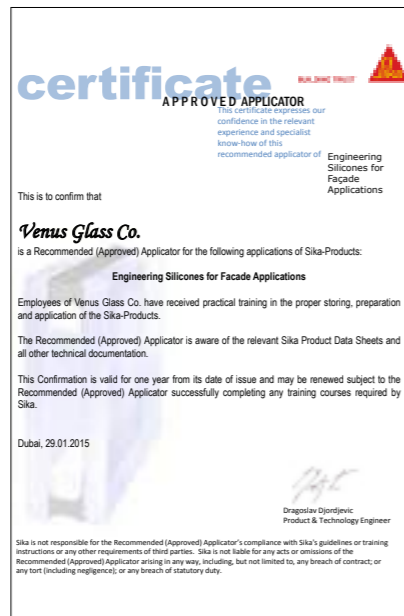 certificate
BUILDING TRUST
APPROVED APPLICATOR
This certificate expresses our
confidence in the relevant
experience and specialist
know-how of this
recommended applicator of
Engineering
Silicones for
Façade
Applications
This is to confirm that
Venus Glass Co.
is a Recommended (Approved) Applicator for the following applications of Sika-Products:
Engineering Silicones for Facade Applications
Employees of Venus Glass Co. have received practical training in the proper storing, preparation
and application of the Sika-Products.
The Recommended (Approved) Applicator is aware of the relevant Sika Product Data Sheets and
all other technical documentation.
This Confirmation is valid for one year from its date of issue and may be renewed subject to the
Recommended (Approved) Applicator successfully completing any training courses required by
Sika.
Dubai, 29.01.2015
Dragoslav Djordjevic
Product & Technology Engineer
Sika is not responsible for the Recommended (Approved) Applicator's compliance with Sika's guidelines or training
instructions or any other requirements of third parties. Sika is not liable for any acts or omissions of the
Recommended (Approved) Applicator arising in any way, including, but not limited to, any breach of contract; or
any tort (including negligence); or any breach of statutory duty.